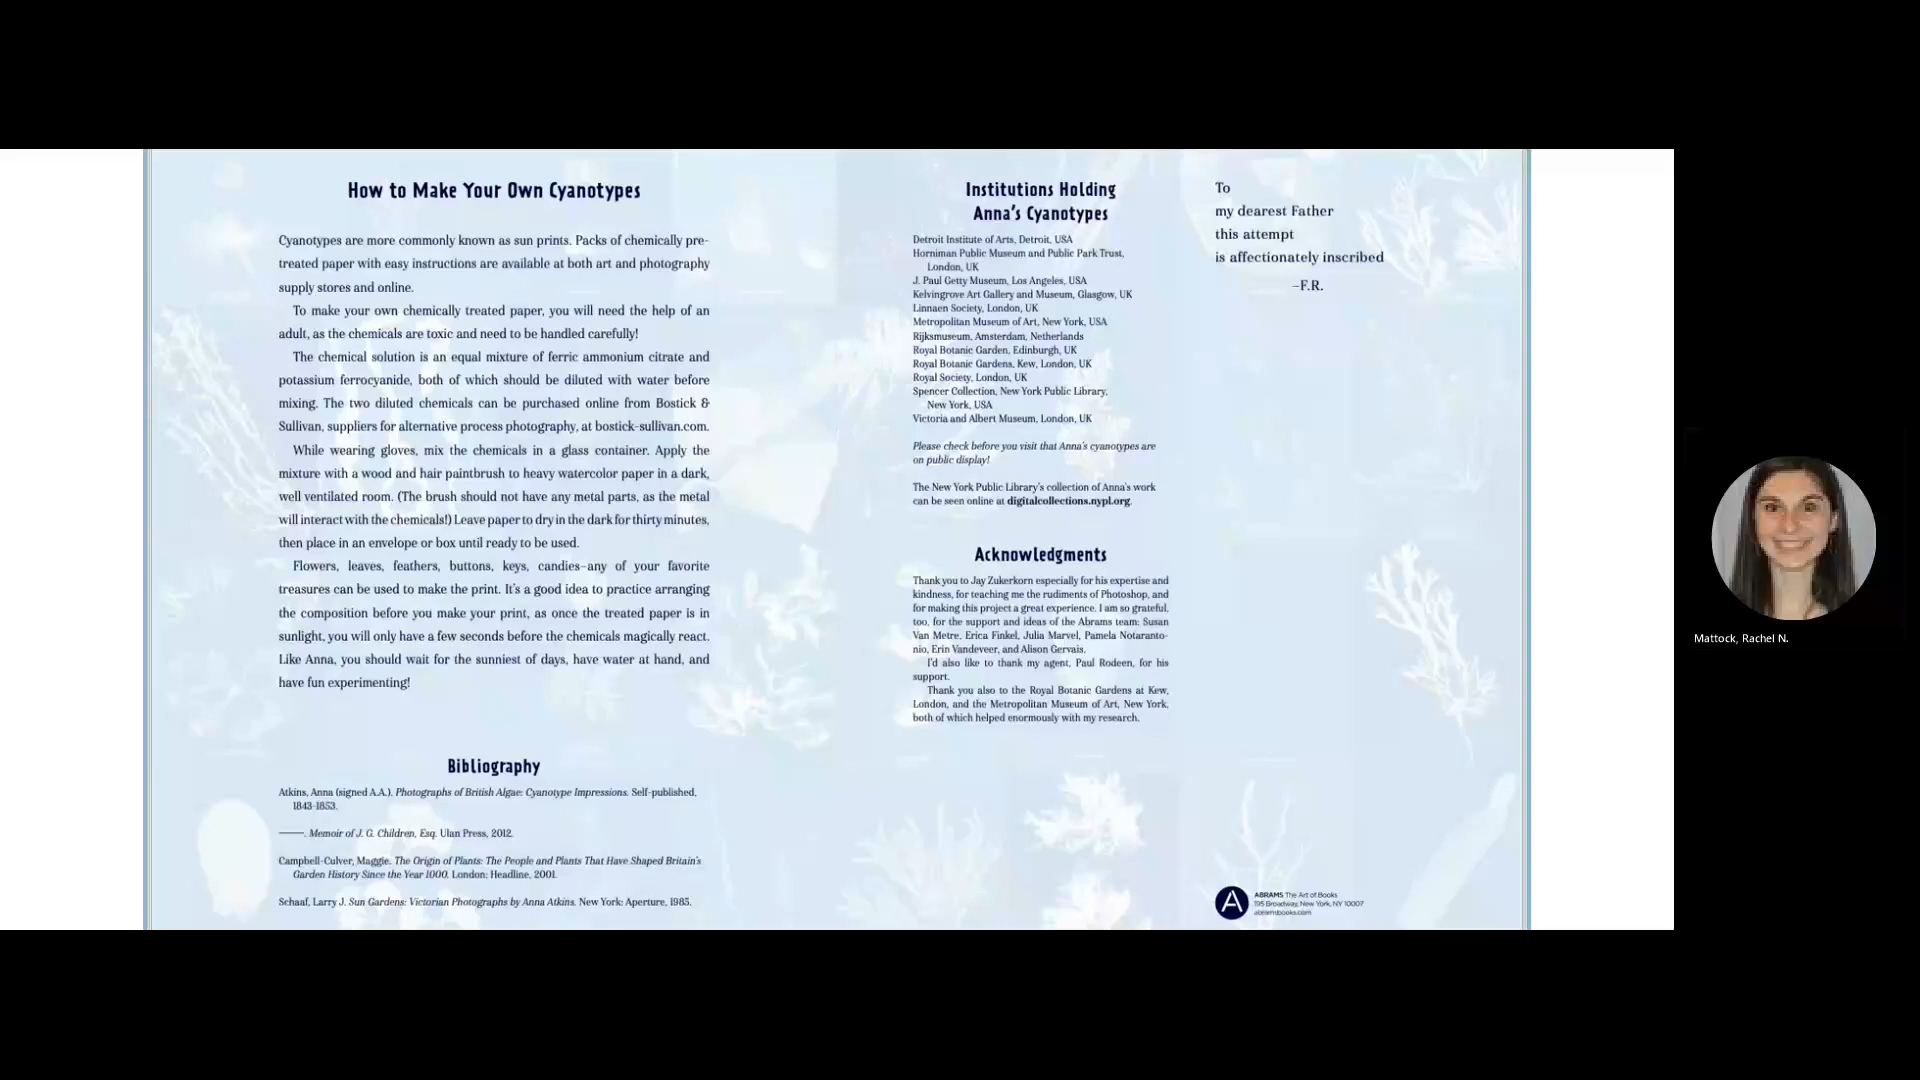 How to Make Your Own Cyanotypes
Cyanotypes are more commonly known as sun prints. Packs of chemically pre-
treated paper with easy instructions are available at both art and photography
supply stores and online.
To make your own chemically treated paper, you will need the help of an
adult, as the chemicals are toxic and need to be handled carefully!
The chemical solution is an equal mixture of ferric ammonium citrate and
potassium ferrocyanide, both of which should be diluted with water before
mixing. The two diluted chemicals can be purchased online from Bostick &
Sullivan, suppliers for alternative process photography, at bostick-sullivan.com.
While wearing gloves, mix the chemicals in a glass container. Apply the
mixture with a wood and hair paintbrush to heavy watercolor paper in a dark,
well ventilated room. (The brush should not have any metal parts, as the metal
will interact with the chemicals!) Leave paper to dry in the dark for thirty minutes,
then place in an envelope or box until ready to be used.
Flowers, leaves, feathers, buttons, keys, candies–any of your favorite
treasures can be used to make the print. It's a good idea to practice arranging
the composition before you make your print, as once the treated paper is in
sunlight, you will only have a few seconds before the chemicals magically react.
Like Anna, you should wait for the sunniest of days, have water at hand, and
have fun experimenting!
Bibliography
Atkins, Anna (signed A.A.). Photographs of British Algae: Cyanotype Impressions. Self-published,
1843-1853.
———. Memoir of J. G. Children, Esq. Ulan Press, 2012.
Campbell-Culver, Maggie. The Origin of Plants: The People and Plants That Have Shaped Britain's
Garden History Since the Year 1000. London: Headline, 2001.
Schaaf, Larry J. Sun Gardens: Victorian Photographs by Anna Atkins. New York: Aperture, 1985.
Institutions Holding
Anna's Cyanotypes
Detroit Institute of Arts, Detroit, USA
Horniman Public Museum and Public Park Trust,
London, UK
J. Paul Getty Museum, Los Angeles, USA
Kelvingrove Art Gallery and Museum, Glasgow, UK
Linnaen Society, London, UK
Metropolitan Museum of Art, New York, USA
Rijksmuseum, Amsterdam, Netherlands
Royal Botanic Garden, Edinburgh, UK
Royal Botanic Gardens, Kew, London, UK
Royal Society, London, UK
Spencer Collection, New York Public Library,
New York, USA
Victoria and Albert Museum, London, UK
Please check before you visit that Anna's cyanotypes are
on public display!
The New York Public Library's collection of Anna's work
can be seen online at digitalcollections.nypl.org.
Acknowledgments
Thank you to Jay Zukerkorn especially for his expertise and
kindness, for teaching me the rudiments of Photoshop, and
for making this project a great experience. I am so grateful,
too, for the support and ideas of the Abrams team: Susan
Van Metre, Erica Finkel, Julia Marvel, Pamela Notaranto-
nio, Erin Vandeveer, and Alison Gervais.
I'd also like to thank my agent, Paul Rodeen, for his
support.
Thank you also to the Royal Botanic Gardens at Kew,
London, and the Metropolitan Museum of Art, New York,
both of which helped enormously with my research.
To
my dearest Father
this attempt
is affectionately inscribed
–F.R.
A
ABRAMS The Art of Books
195 Broadway, New York, NY 10007
abramsbooks.com
Mattock, Rachel N.